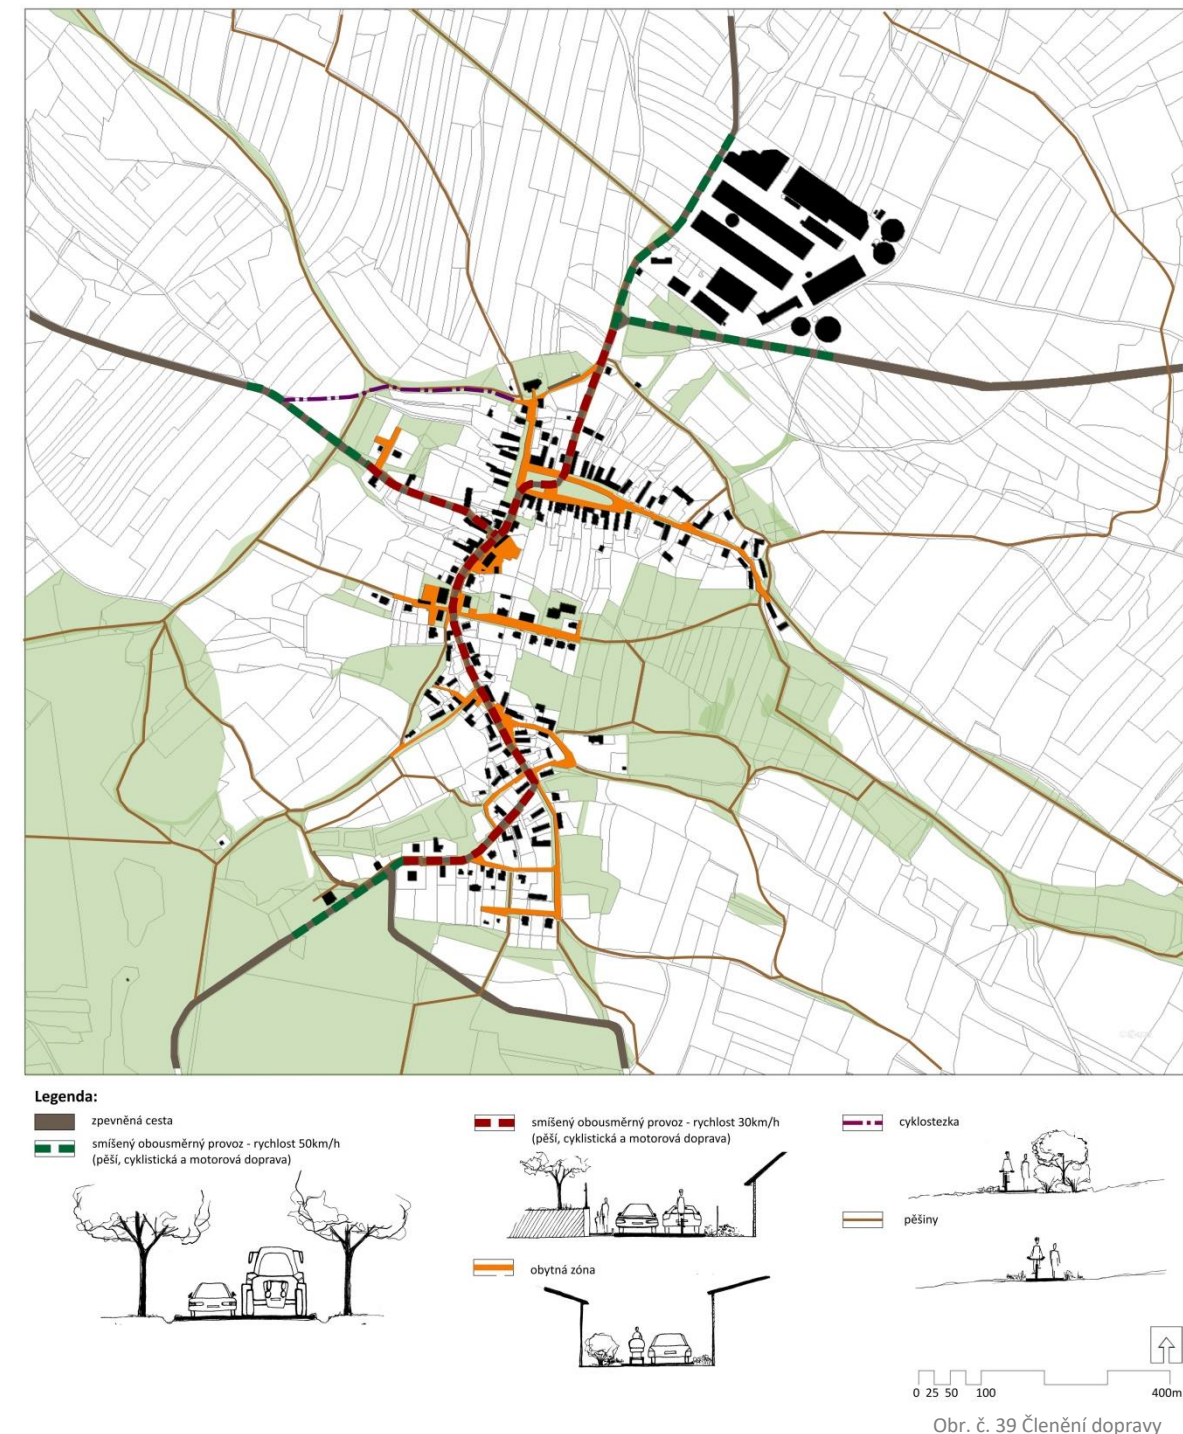 Legenda:
zpevněná cesta
smíšený obousměrný provoz - rychlost 50km/h
(pěší, cyklistická a motorová doprava)
smíšený obousměrný provoz - rychlost 30km/h
(pěší, cyklistická a motorová doprava)
obytná zóna
cyklostezka
pěšiny
0 25 50 100 400m
Obr. č. 39 Členění dopravy